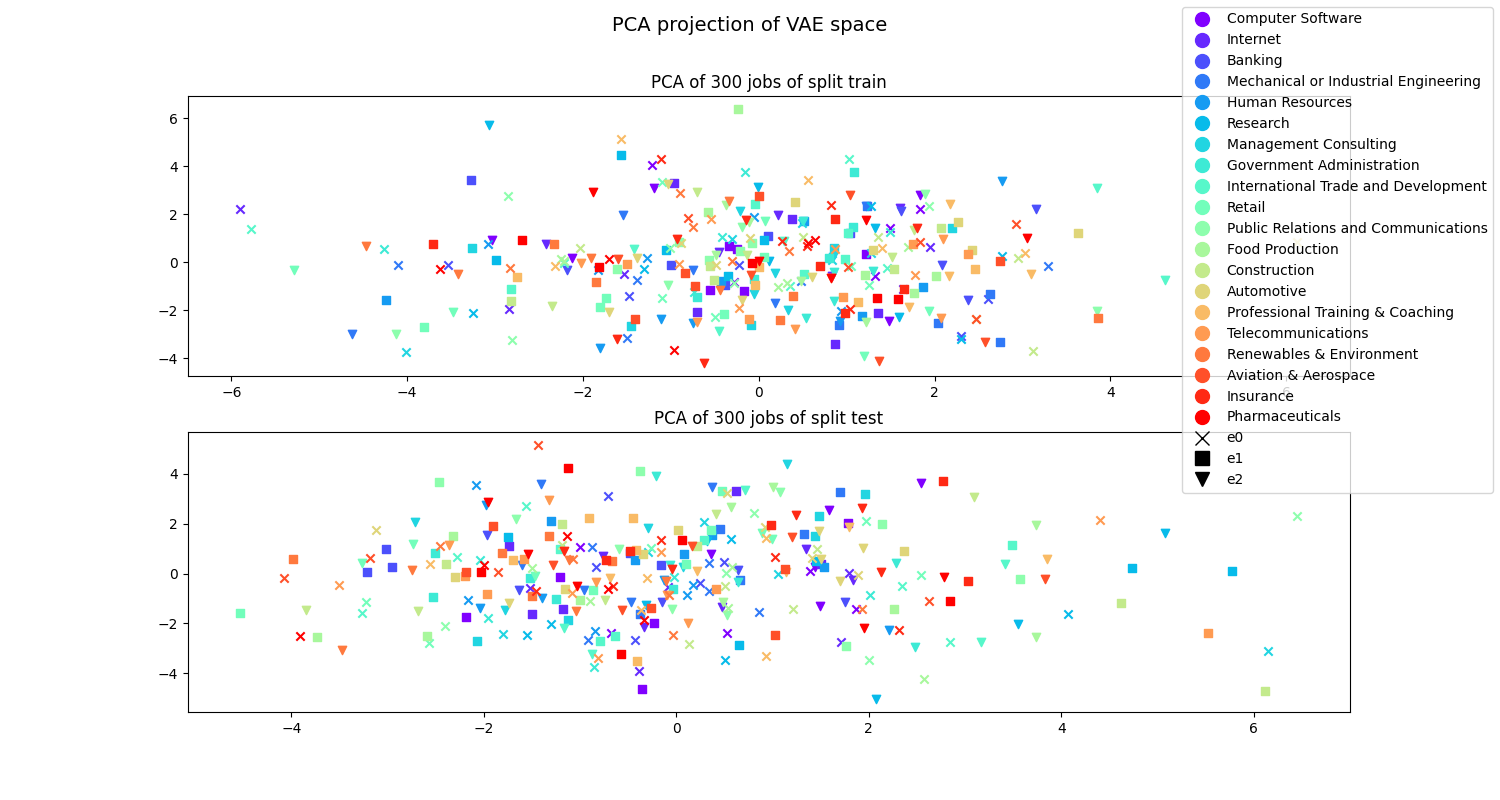 PCA projection of VAE space
PCA of 300 jobs of split train
6
4
2
0
−2
−4
−6 −4 −2 0 2 4 6
PCA of 300 jobs of split test
4
2
0
−2
−4
−4 −2 0 2 4 6
Computer Software
Internet
Banking
Mechanical or Industrial Engineering
Human Resources
Research
Management Consulting
Government Administration
International Trade and Development
Retail
Public Relations and Communications
Food Production
Construction
Automotive
Professional Training & Coaching
Telecommunications
Renewables & Environment
Aviation & Aerospace
Insurance
Pharmaceuticals
e0
e1
e2